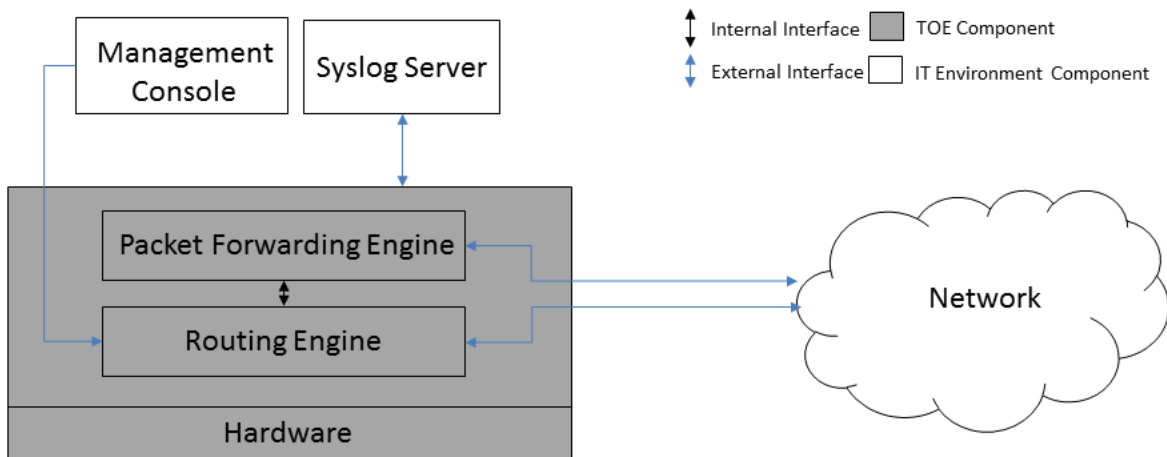 Management
Console
Syslog Server
Internal Interface
TOE Component
External Interface
IT Environment Component
Packet Forwarding Engine
Routing Engine
Network
Hardware